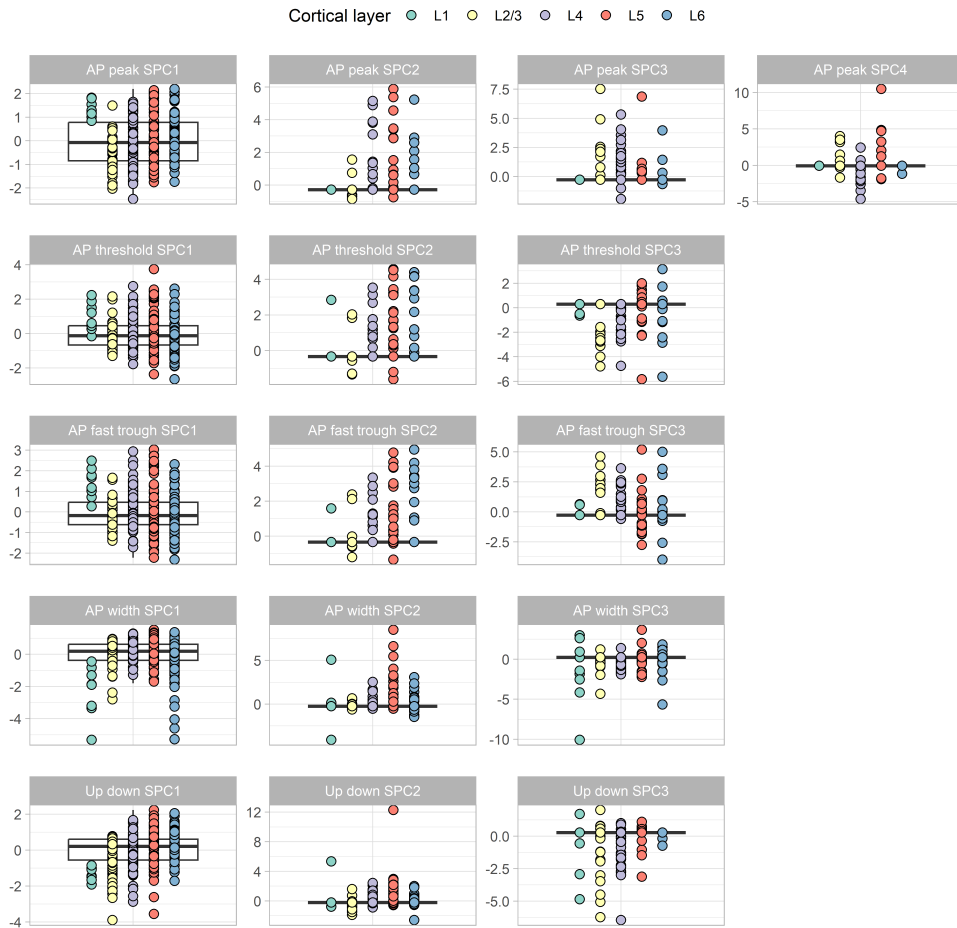 Cortical layer L1 L2/3 L4 L5 L6
AP peak SPC1 AP peak SPC2 AP peak SPC3 AP peak SPC4
2 1 0 -1 -2
6 4 2 0
7.5 5.0 2.5 0.0
10 5 0 -5
AP threshold SPC1 AP threshold SPC2 AP threshold SPC3
4 2 0 -2
4 2 0
2 0 -2 -4 -6
AP fast trough SPC1 AP fast trough SPC2 AP fast trough SPC3
3 2 1 0 -1 -2
4 2 0
5.0 2.5 0.0 -2.5
AP width SPC1 AP width SPC2 AP width SPC3
0 -2 -4
5 0
0 -5 -10
Up down SPC1 Up down SPC2 Up down SPC3
2 0 -2 -4
12 8 4 0
0.0 -2.5 -5.0